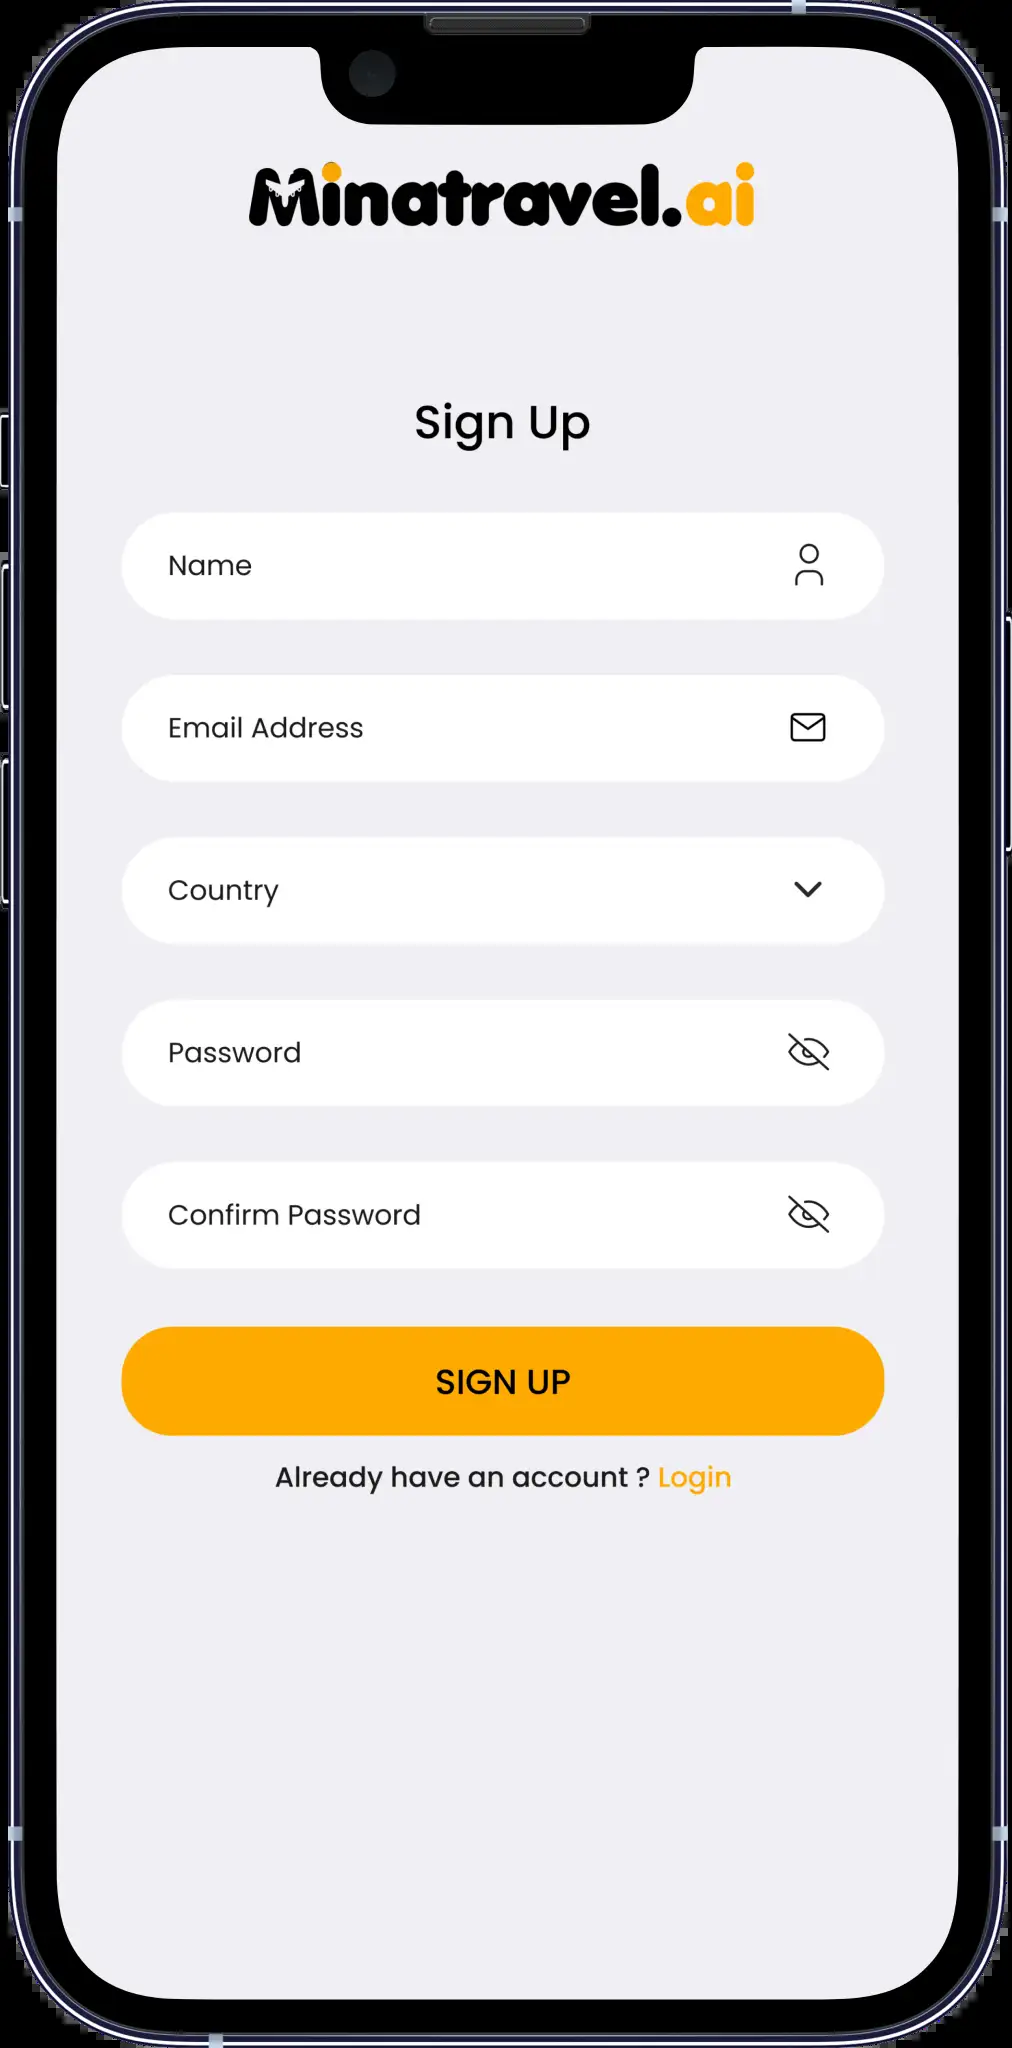 Minatravel.ai
Sign Up
Name
Email Address
Country
Password
Confirm Password
SIGN UP
Already have an account ? Login